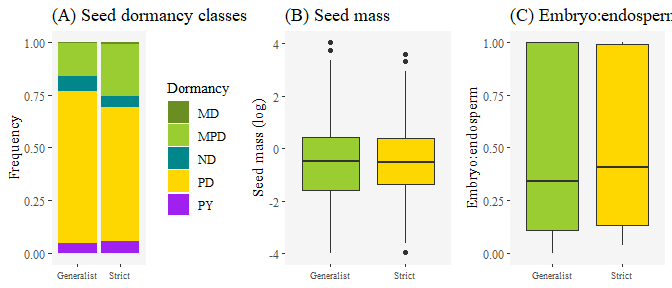 (A) Seed dormancy classes
Frequency
1.00
0.75
0.50
0.25
0.00
Generalist
Strict
Dormancy
MD
MPD
ND
PD
PY
(B) Seed mass
Seed mass (log)
4
2
0
-2
-4
Generalist
Strict
(C) Embryo:endosperm
Embryo:endosperm
1.00
0.75
0.50
0.25
0.00
Generalist
Strict